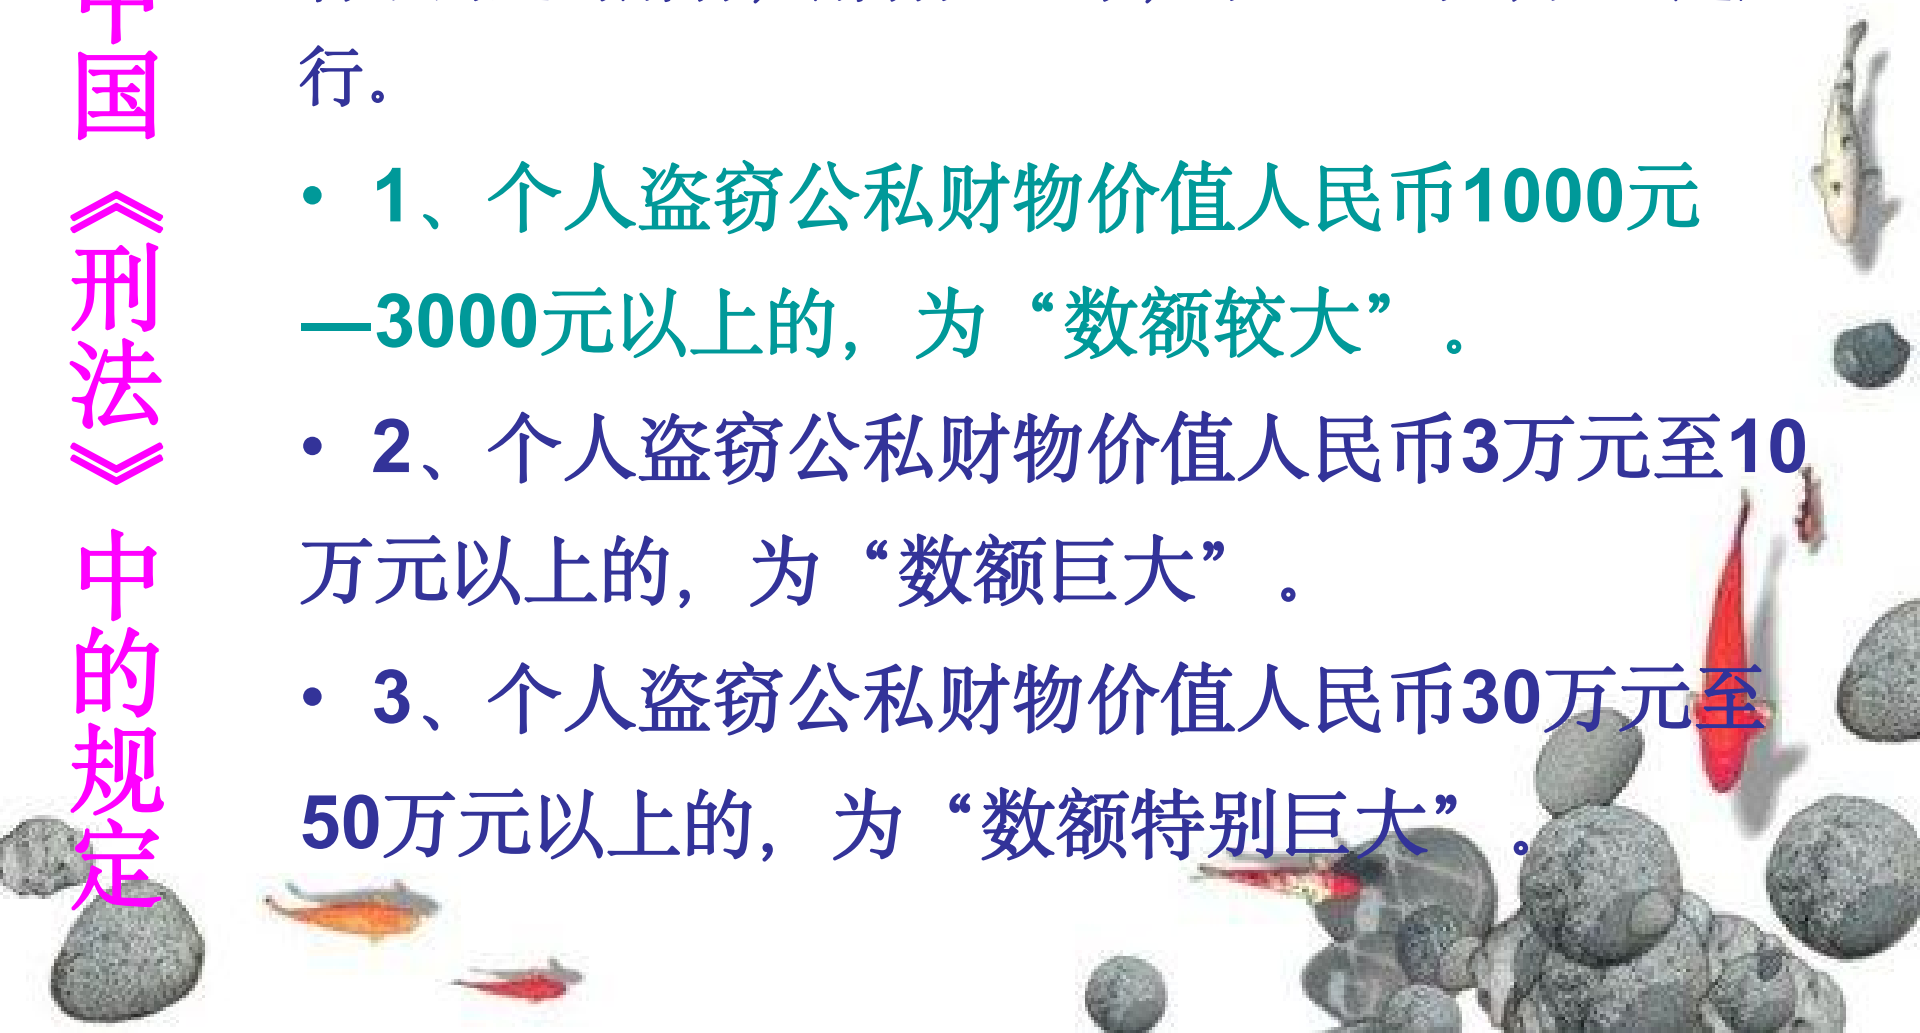 中国《刑法》中的规定
行。
• 1、个人盗窃公私财物价值人民币1000元
—3000元以上的，为“数额较大”。
• 2、个人盗窃公私财物价值人民币3万元至10
万元以上的，为“数额巨大”。
• 3、个人盗窃公私财物价值人民币30万元至
50万元以上的，为“数额特别巨大”。